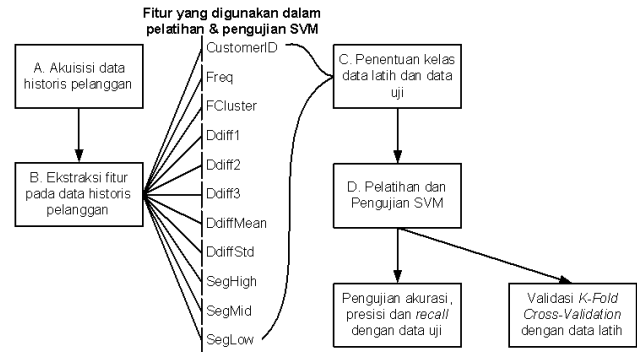 Fitur yang digunakan dalam
pelatihan & pengujian SVM
A. Akuisisi data
historis pelanggan
B. Ekstraksi fitur
pada data historis
pelanggan
CustomerID
Freq
FCluster
Ddiff1
Ddiff2
Ddiff3
DdiffMean
DdiffStd
SegHigh
SegMid
SegLow
C. Penentuan kelas
data latih dan data
uji
D. Pelatihan dan
Pengujian SVM
Pengujian akurasi,
presisi dan recall
dengan data uji
Validasi K-Fold
Cross-Validation
dengan data latih